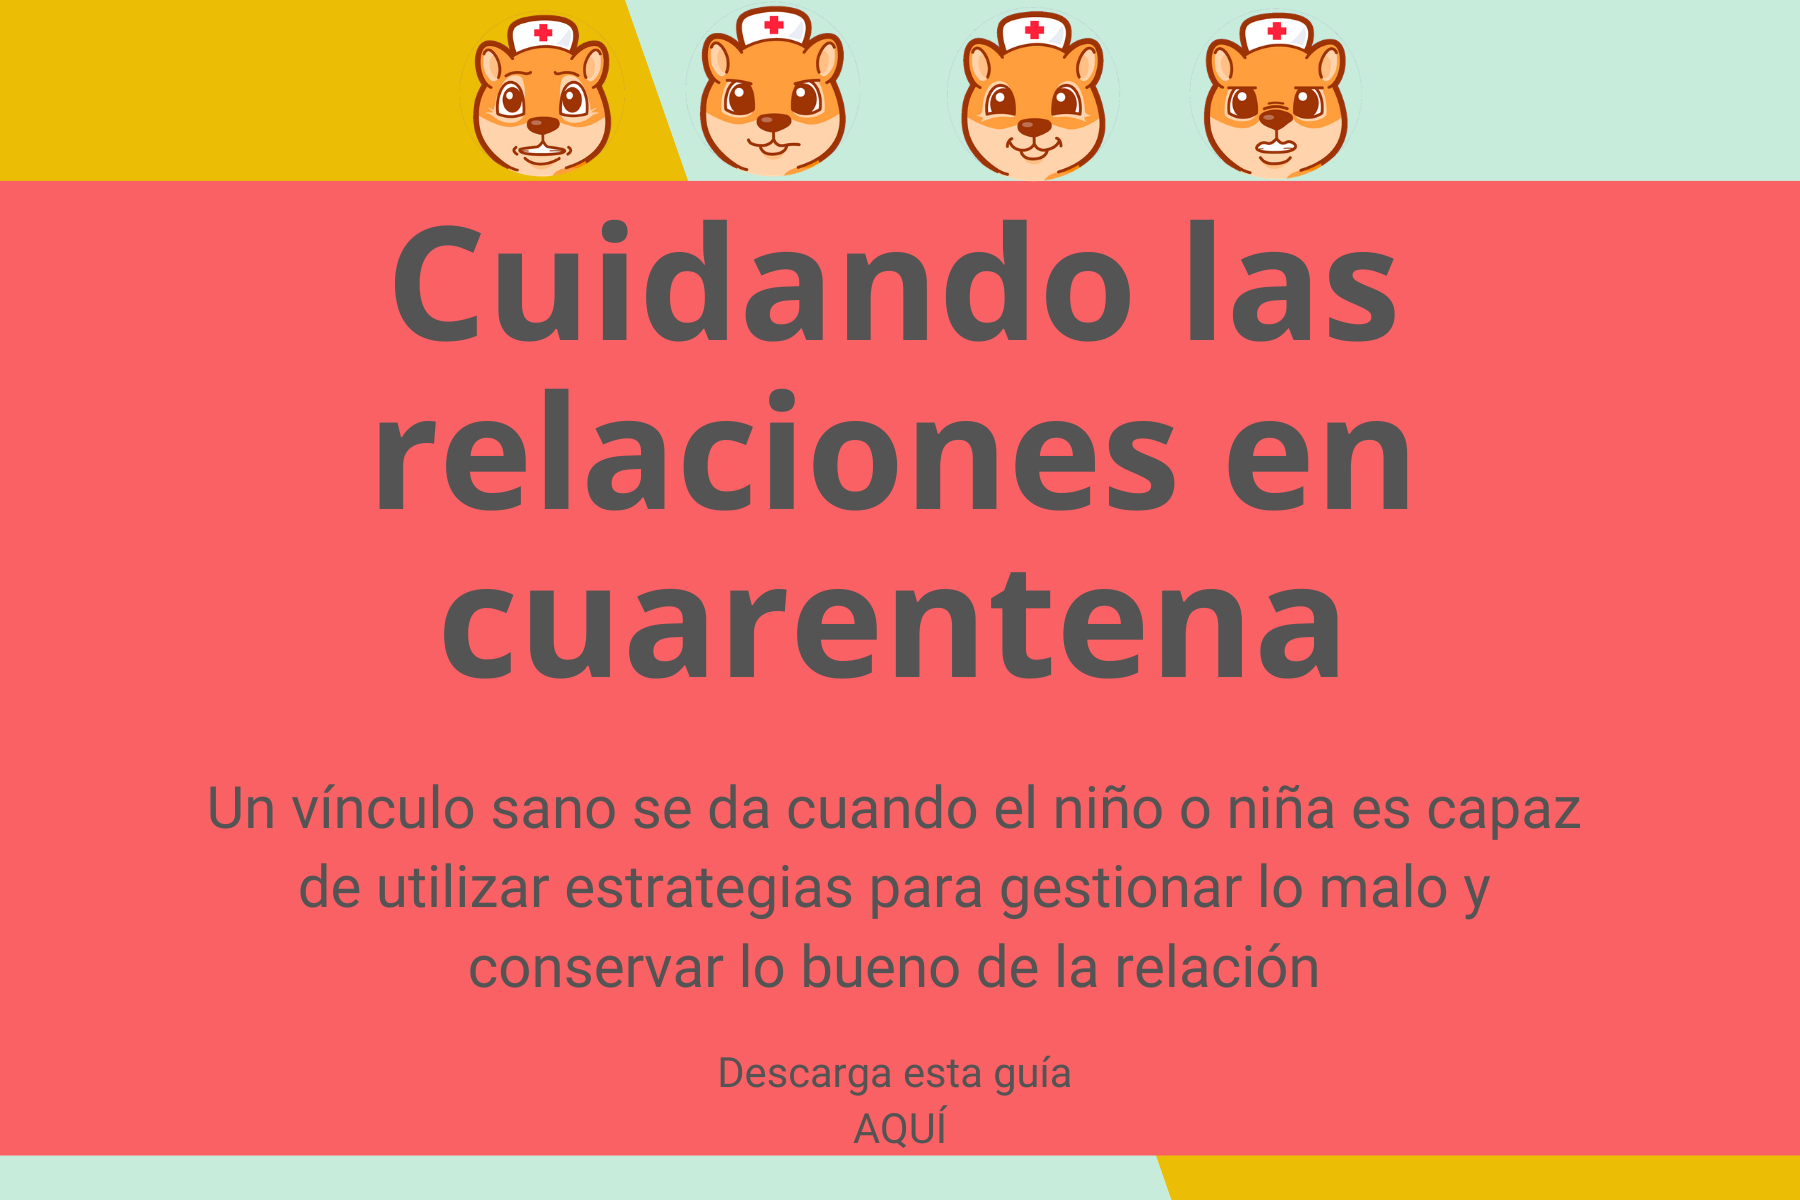 Cuidando las
relaciones en
cuarentena
Un vínculo sano se da cuando el niño o niña es capaz
de utilizar estrategias para gestionar lo malo y
conservar lo bueno de la relación
Descarga esta guía
AQUÍ